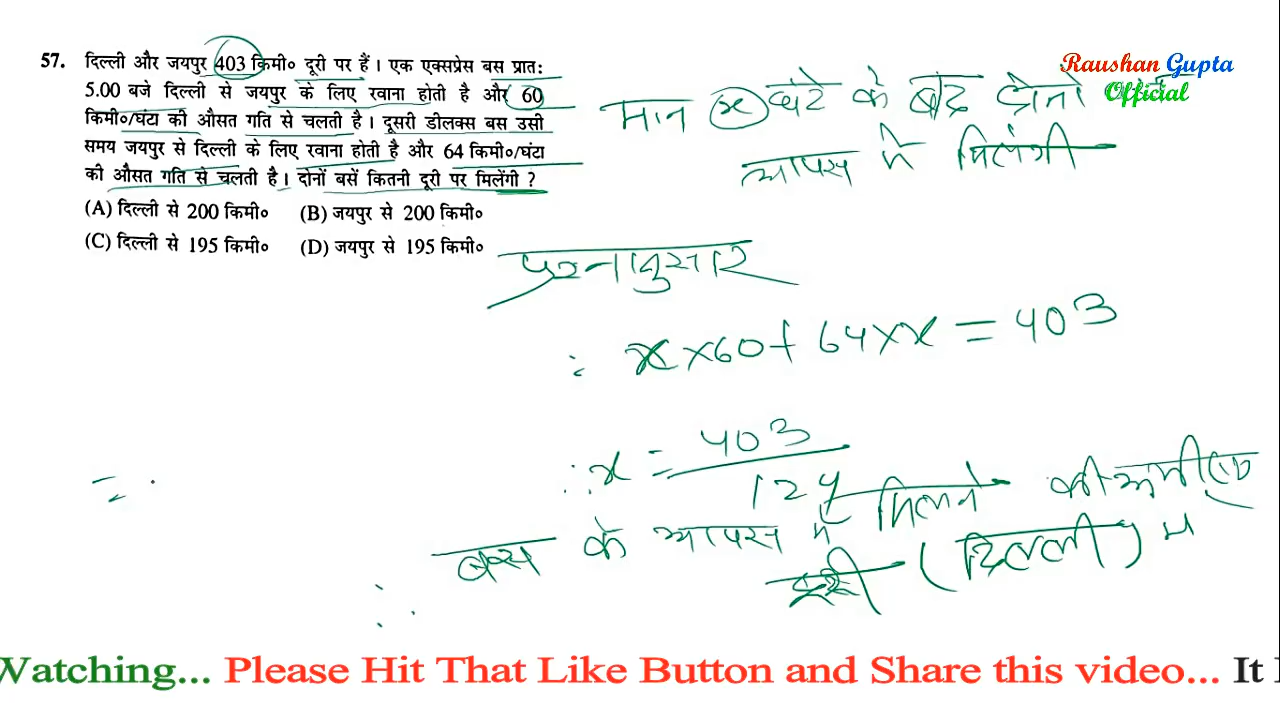 57. दिल्ली और जयपुर 403 किमी० दूरी पर हैं। एक एक्सप्रेस बस प्रातः
5.00 बजे दिल्ली से जयपुर के लिए रवाना होती है और 60
किमी०/घंटा की औसत गति से चलती है। दूसरी डीलक्स बस उसी
समय जयपुर से दिल्ली के लिए रवाना होती है और 64 किमी०/घंटा
की औसत गति से चलती है। दोनों बसें कितनी दूरी पर मिलेंगी ?
(A) दिल्ली से 200 किमी० (B) जयपुर से 200 किमी०
(C) दिल्ली से 195 किमी० (D) जयपुर से 195 किमी०
Raushan Gupta
Official
मान x घंटे के बाद दोनो
आपस मे मिलेगी
प्रश्नानुसार
: x × 60 + 64 × x = 403
∴ x = 403
124
∴ बस के आपस मे मिलने की
दूरी (दिल्ली) म
=
Watching... Please Hit That Like Button and Share this video... It